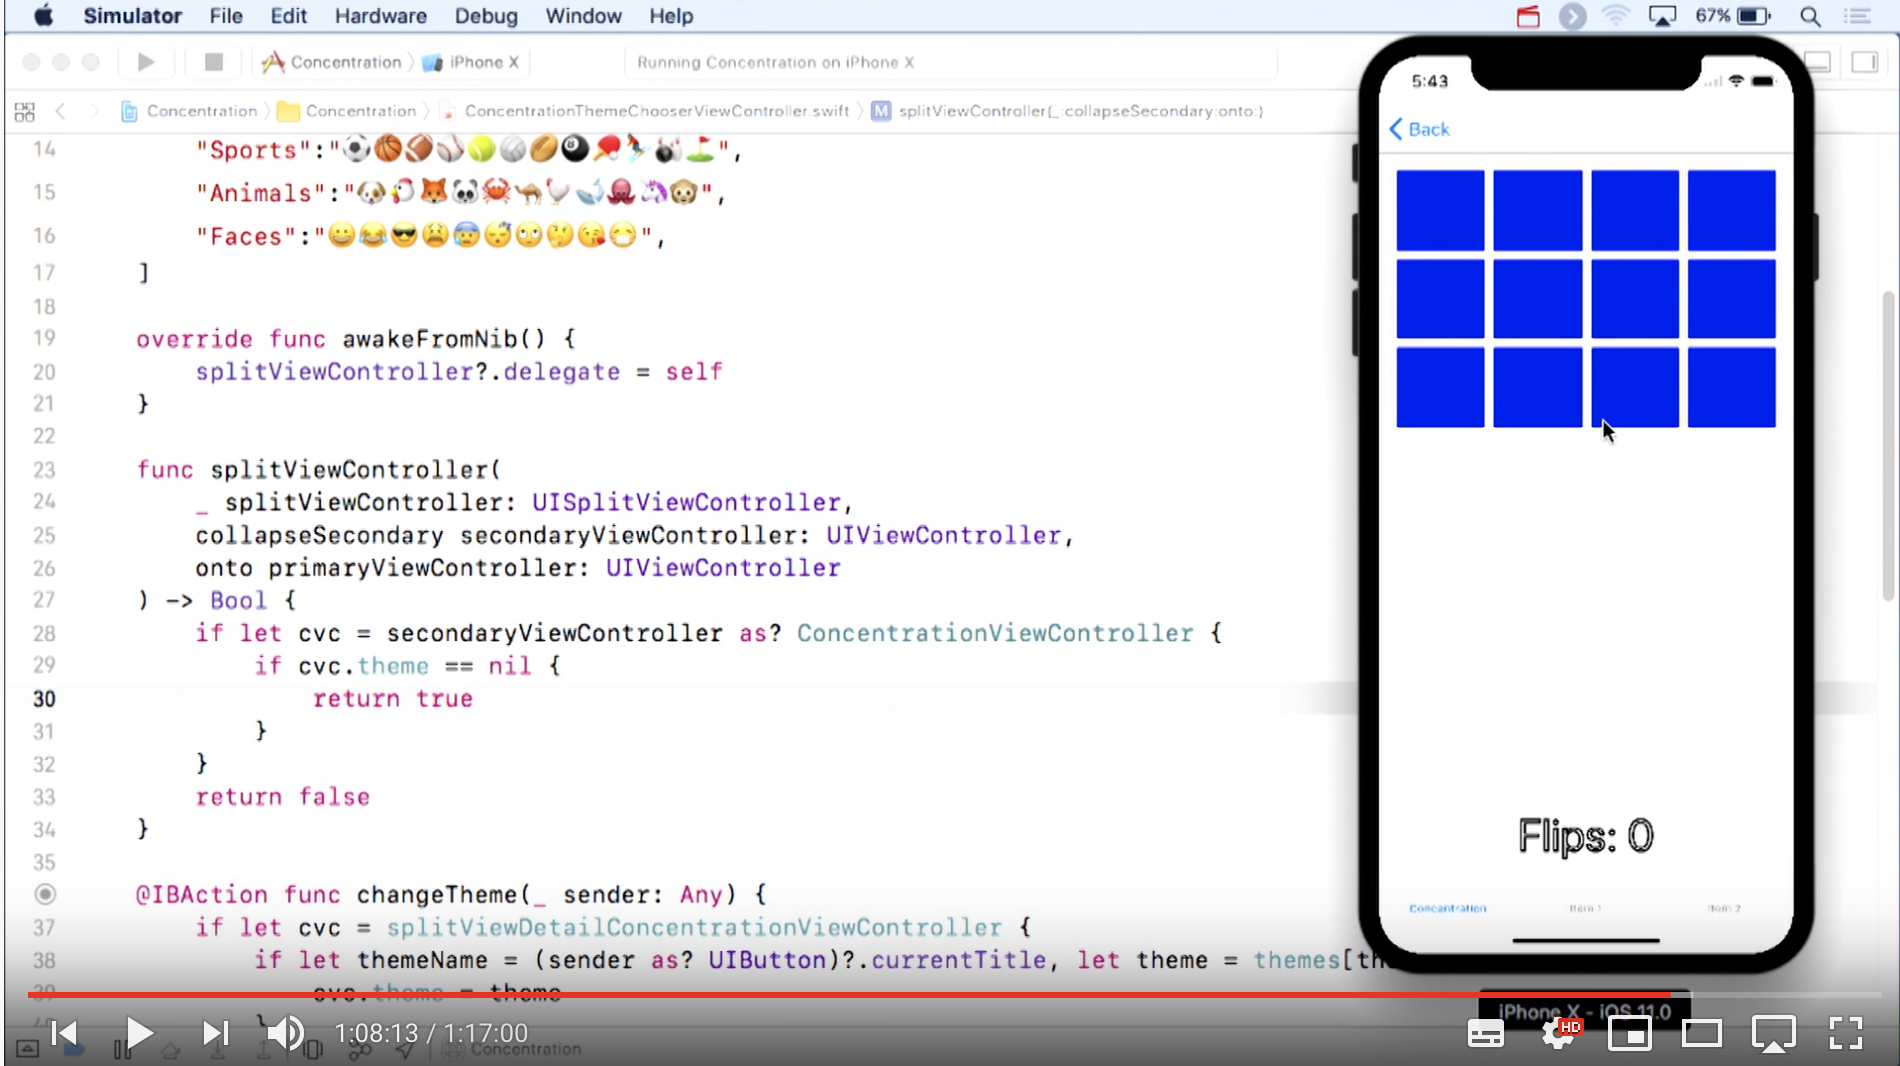 Simulator File Edit Hardware Debug Window Help 67%
Concentration iPhone X Running Concentration on iPhone X
Concentration Concentration ConcentrationThemeChooserViewController.swift M splitViewController(_:collapseSecondary:onto:)
14 "Sports":"⚽️🏀🏈⚾️🎾🏐🏉🎱🏓⛷🎳⛳️",
15 "Animals":"🐶🐔🦊🐼🦀🐪🐓🐋🐙🦄🐵",
16 "Faces":"😀😂😎😫😰😴🙄🤔😘😷",
17 ]
18
19 override func awakeFromNib() {
20 splitViewController?.delegate = self
21 }
22
23 func splitViewController(
24 _ splitViewController: UISplitViewController,
25 collapseSecondary secondaryViewController: UIViewController,
26 onto primaryViewController: UIViewController
27 ) -> Bool {
28 if let cvc = secondaryViewController as? ConcentrationViewController {
29 if cvc.theme == nil {
30 return true
31 }
32 }
33 return false
34 }
35
@IBAction func changeTheme(_ sender: Any) {
37 if let cvc = splitViewDetailConcentrationViewController {
38 if let themeName = (sender as? UIButton)?.currentTitle, let theme = themes[th
39 cvc.theme = theme
}
5:43
Back
Flips: 0
Concentration Item 1 Item 2
iPhone X - iOS 11.0
1:08:13 / 1:17:00
HD
Concentration